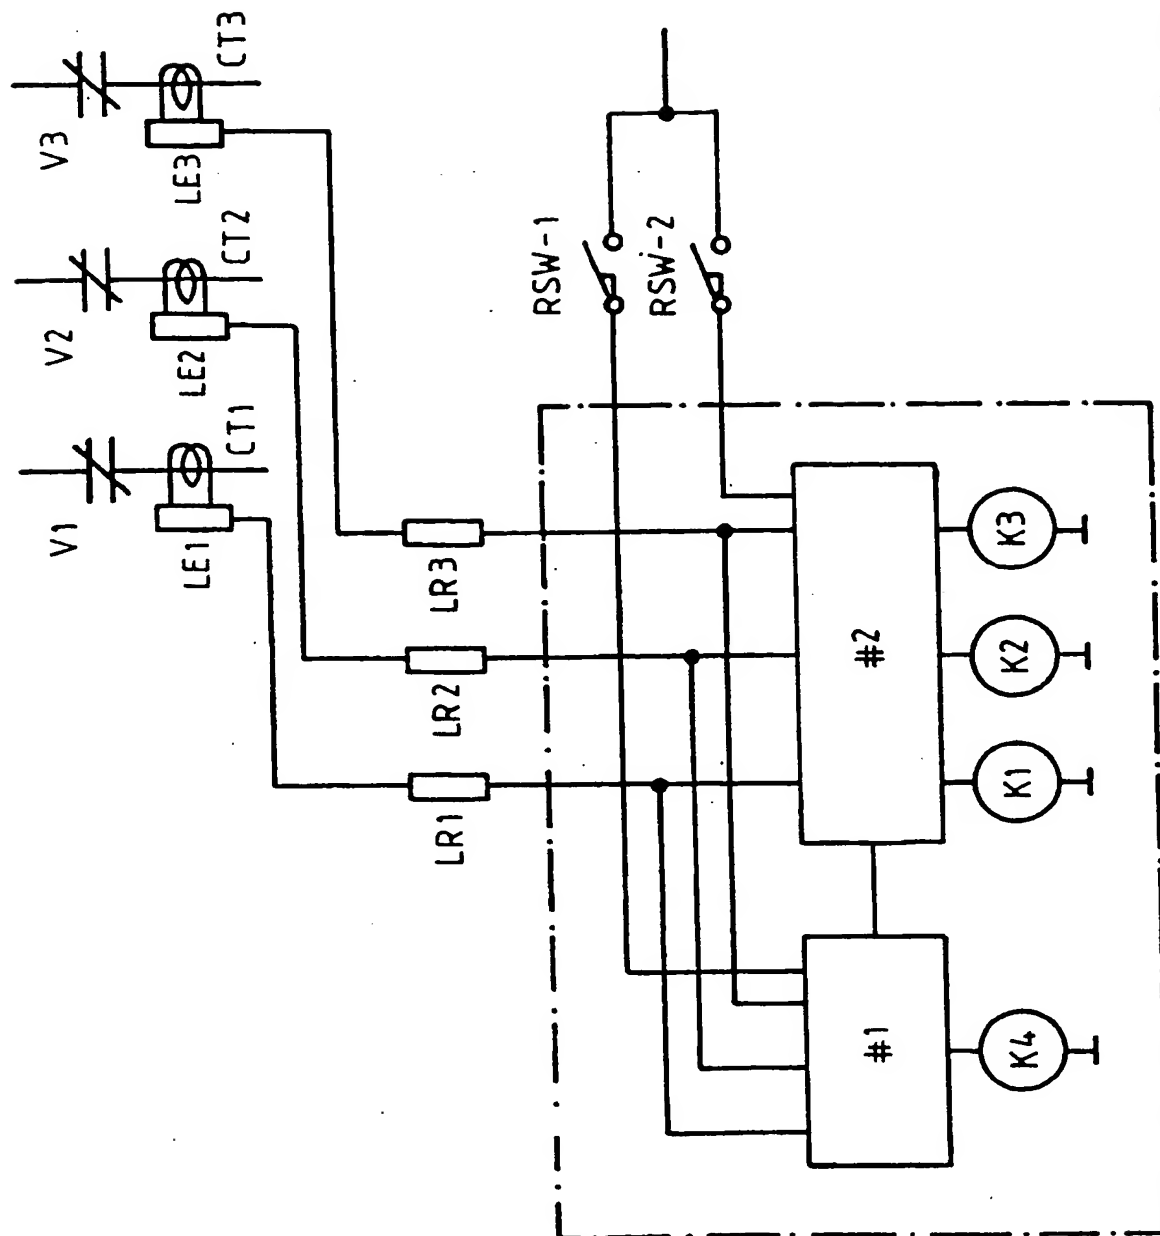 V1
V2
V3
LE1
CT1
LE2
CT2
LE3
CT3
LR1
LR2
LR3
RSW-1
RSW-2
#1
#2
K4
K1
K2
K3